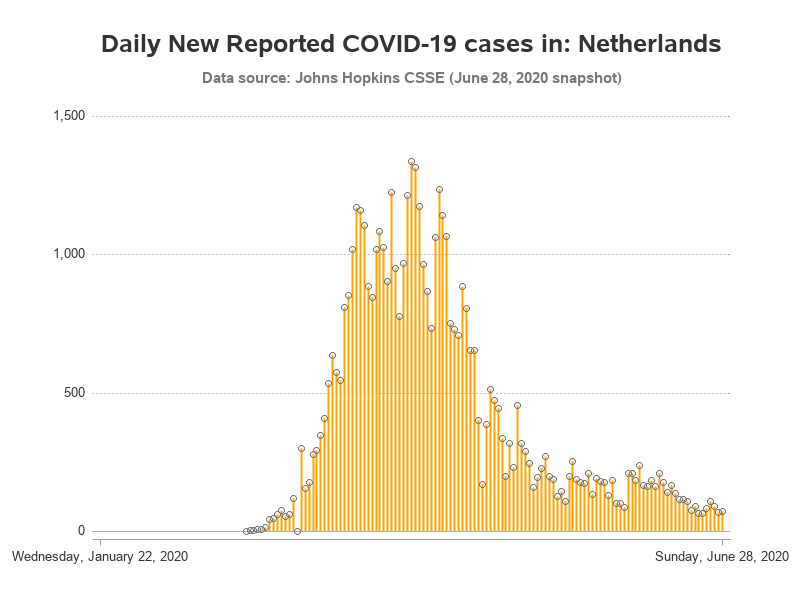 Daily New Reported COVID-19 cases in: Netherlands
Data source: Johns Hopkins CSSE (June 28, 2020 snapshot)
1,500
1,000
500
0
Wednesday, January 22, 2020 Sunday, June 28, 2020